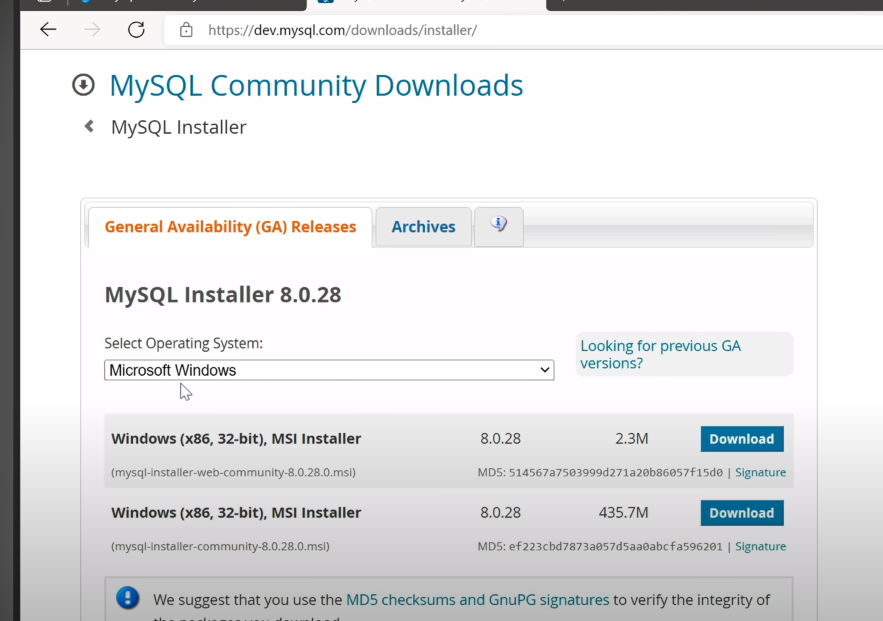 https://dev.mysql.com/downloads/installer/
MySQL Community Downloads
MySQL Installer
General Availability (GA) Releases
Archives
MySQL Installer 8.0.28
Select Operating System:
Microsoft Windows
Looking for previous GA
versions?
Windows (x86, 32-bit), MSI Installer 8.0.28 2.3M Download
(mysql-installer-web-community-8.0.28.0.msi) MD5: 514567a7503999d271a20b86057f15d0 | Signature
Windows (x86, 32-bit), MSI Installer 8.0.28 435.7M Download
(mysql-installer-community-8.0.28.0.msi) MD5: ef223cbd7873a057d5aa0abcfa596201 | Signature
We suggest that you use the MD5 checksums and GnuPG signatures to verify the integrity of
the packages you download.